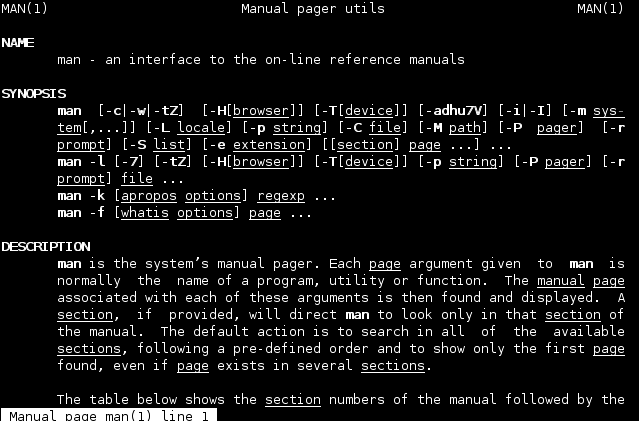 MAN(1) Manual pager utils MAN(1)
NAME
man - an interface to the on-line reference manuals
SYNOPSIS
man [-c|-w|-tZ] [-H[browser]] [-T[device]] [-adhu7V] [-i|-I] [-m sys-
tem[,...]] [-L locale] [-p string] [-C file] [-M path] [-P pager] [-r
prompt] [-S list] [-e extension] [[section] page ...] ...
man -l [-7] [-tZ] [-H[browser]] [-T[device]] [-p string] [-P pager] [-r
prompt] file ...
man -k [apropos options] regexp ...
man -f [whatis options] page ...
DESCRIPTION
man is the system's manual pager. Each page argument given to man is
normally the name of a program, utility or function. The manual page
associated with each of these arguments is then found and displayed. A
section, if provided, will direct man to look only in that section of
the manual. The default action is to search in all of the available
sections, following a pre-defined order and to show only the first page
found, even if page exists in several sections.
The table below shows the section numbers of the manual followed by the
Manual page man(1) line 1